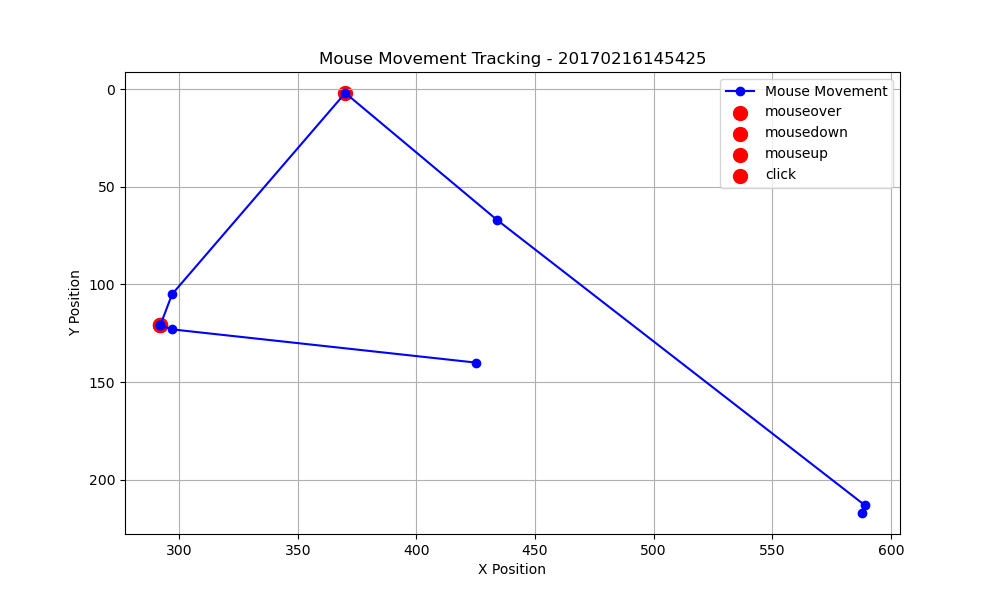 Mouse Movement Tracking - 20170216145425
Mouse Movement
mouseover
mousedown
mouseup
click
0
50
100
150
200
Y Position
300
350
400
450
500
550
600
X Position